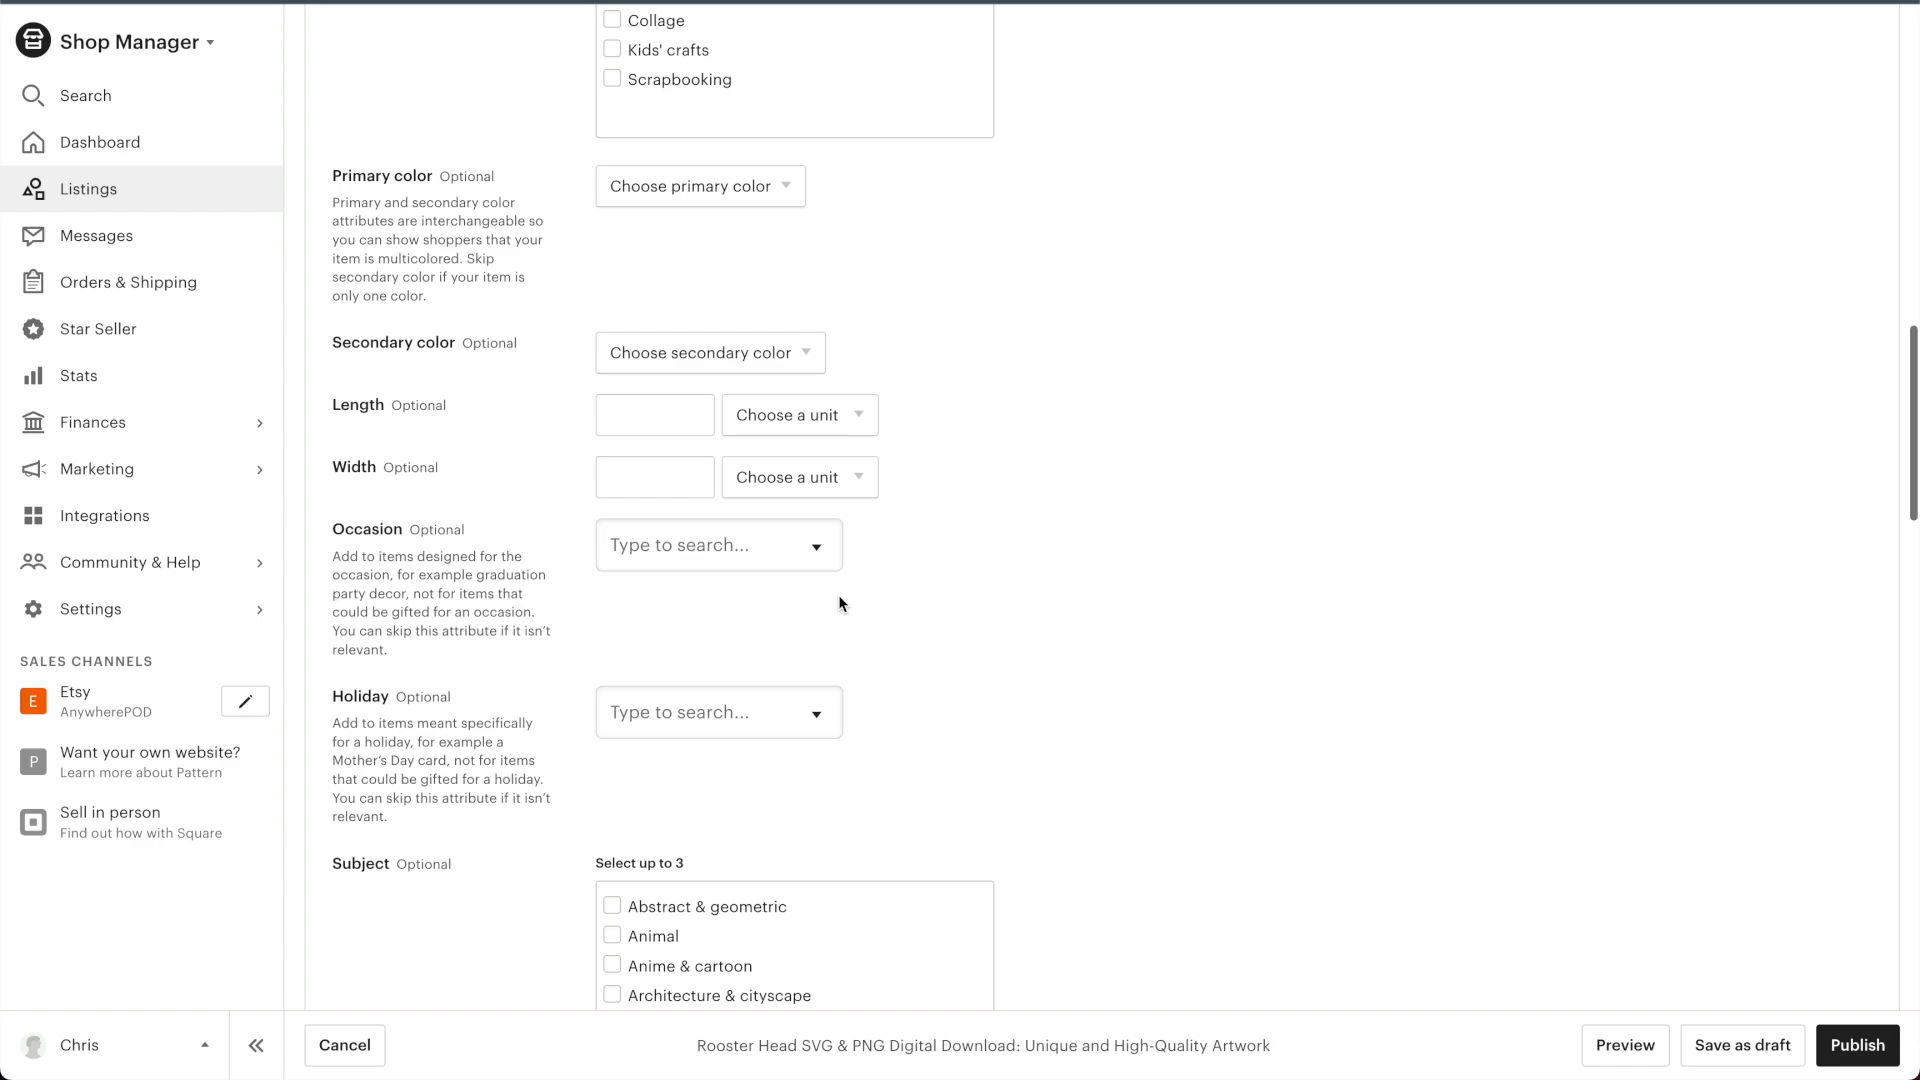 Shop Manager
Search
Dashboard
Listings
Messages
Orders & Shipping
Star Seller
Stats
Finances
Marketing
Integrations
Community & Help
Settings
SALES CHANNELS
E
Etsy
AnywherePOD
P
Want your own website?
Learn more about Pattern
Sell in person
Find out how with Square
Chris
Collage
Kids' crafts
Scrapbooking
Primary color Optional
Choose primary color
Primary and secondary color
attributes are interchangeable so
you can show shoppers that your
item is multicolored. Skip
secondary color if your item is
only one color.
Secondary color Optional
Choose secondary color
Length Optional
Choose a unit
Width Optional
Choose a unit
Occasion Optional
Type to search...
Add to items designed for the
occasion, for example graduation
party decor, not for items that
could be gifted for an occasion.
You can skip this attribute if it isn't
relevant.
Holiday Optional
Type to search...
Add to items meant specifically
for a holiday, for example a
Mother's Day card, not for items
that could be gifted for a holiday.
You can skip this attribute if it isn't
relevant.
Subject Optional
Select up to 3
Abstract & geometric
Animal
Anime & cartoon
Architecture & cityscape
Cancel
Rooster Head SVG & PNG Digital Download: Unique and High-Quality Artwork
Preview
Save as draft
Publish